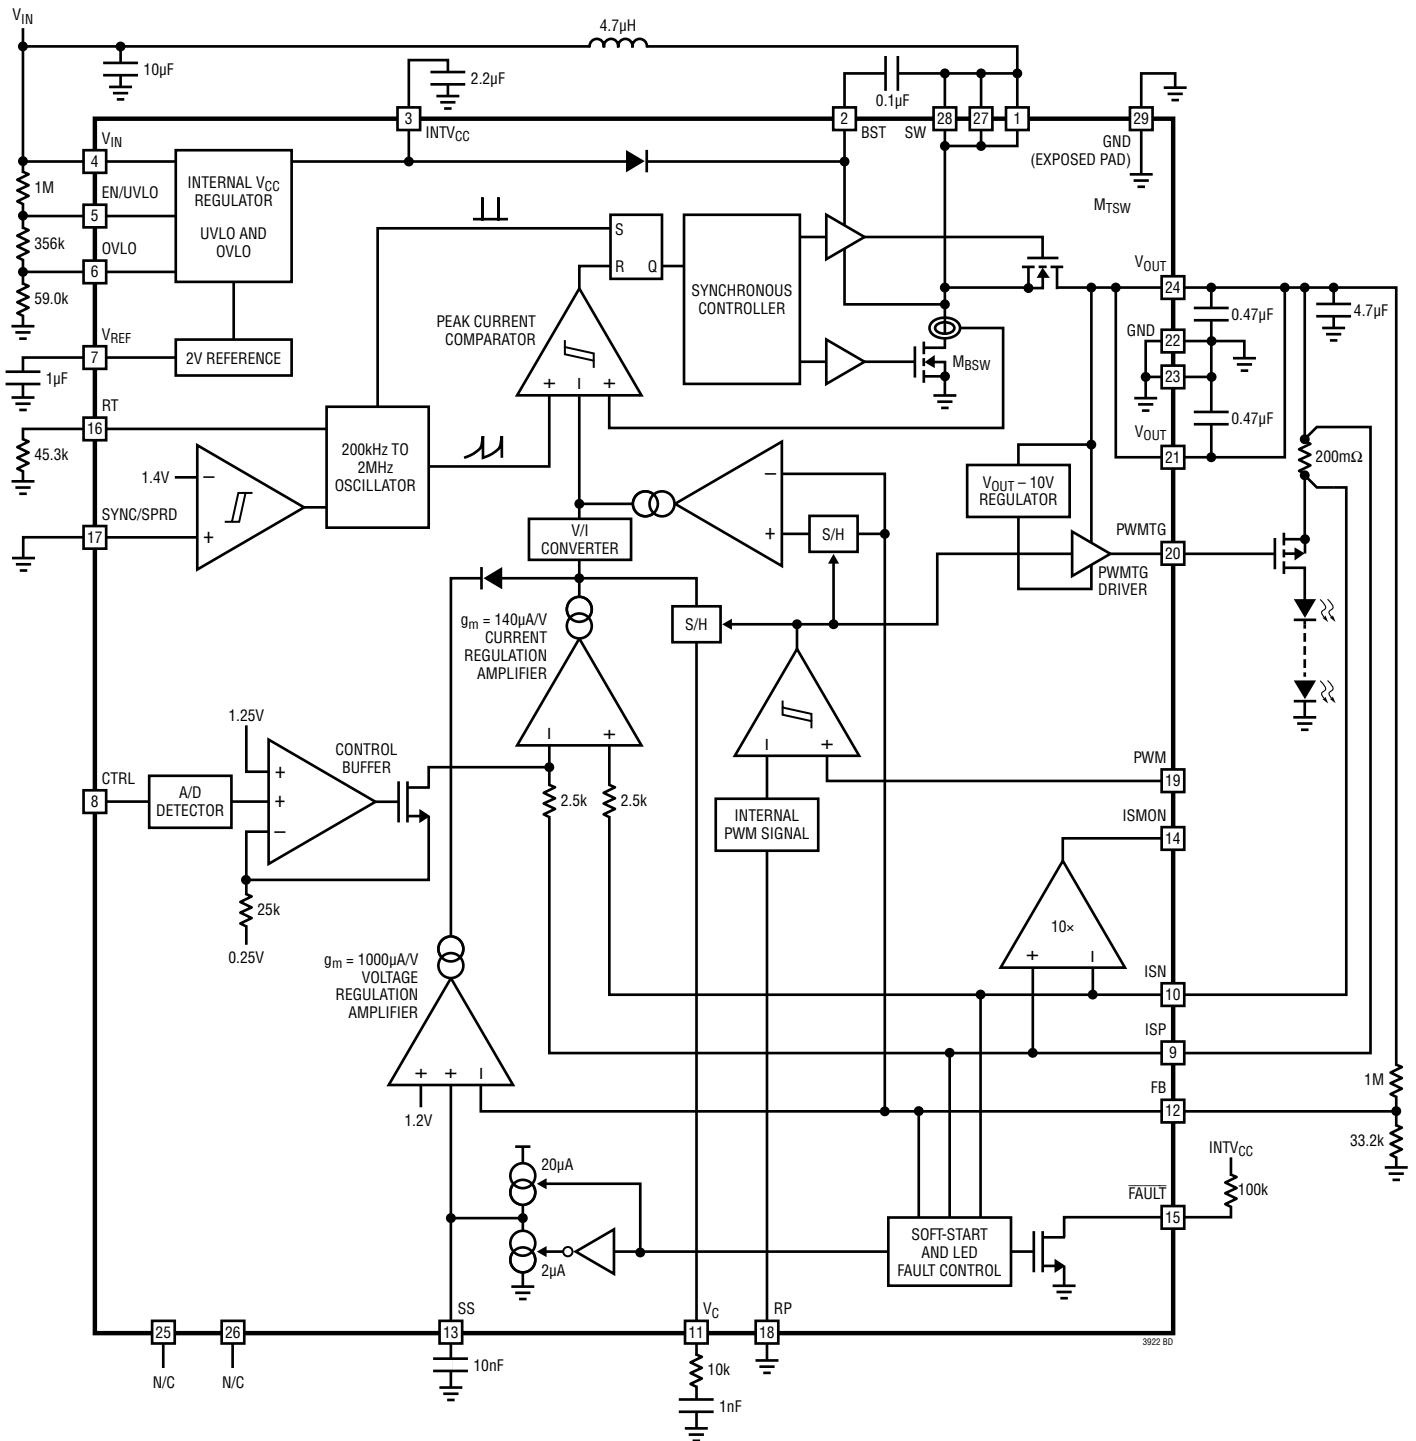 VIN
4.7µH
10µF
2.2µF
0.1µF
3
INTVCC
2
BST
SW
28
27
1
29
GND
(EXPOSED PAD)
VIN
4
1M
EN/UVLO
5
356k
OVLO
6
59.0k
INTERNAL VCC
REGULATOR
UVLO AND
OVLO
MTSW
S
R
Q
SYNCHRONOUS
CONTROLLER
PEAK CURRENT
COMPARATOR
+
–
+
MBSW
VOUT
24
0.47µF
4.7µF
GND
22
23
0.47µF
VOUT
21
200mΩ
VREF
7
2V REFERENCE
1µF
RT
16
45.3k
200kHz TO
2MHz
OSCILLATOR
1.4V
–
+
SYNC/SPRD
17
V/I
CONVERTER
–
+
S/H
VOUT – 10V
REGULATOR
PWMTG
20
PWMTG
DRIVER
gm = 140µA/V
CURRENT
REGULATION
AMPLIFIER
–
+
S/H
–
+
1.25V
CONTROL
BUFFER
+
+
–
CTRL
8
A/D
DETECTOR
25k
0.25V
2.5k
2.5k
INTERNAL
PWM SIGNAL
PWM
19
ISMON
14
10×
+
–
ISN
10
ISP
9
FB
12
1M
33.2k
gm = 1000µA/V
VOLTAGE
REGULATION
AMPLIFIER
+
+
–
1.2V
20µA
2µA
SOFT-START
AND LED
FAULT CONTROL
INTVCC
100k
FAULT
15
25
N/C
26
N/C
SS
13
10nF
VC
11
10k
1nF
RP
18
3922 BD